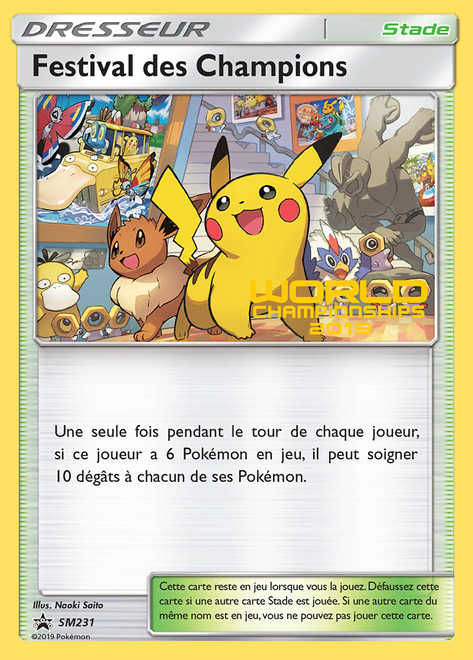 DRESSEUR
Stade
Festival des Champions
WORLD
CHAMPIONSHIPS
2019
Une seule fois pendant le tour de chaque joueur,
si ce joueur a 6 Pokémon en jeu, il peut soigner
10 dégâts à chacun de ses Pokémon.
Cette carte reste en jeu lorsque vous la jouez. Défaussez cette
carte si une autre carte Stade est jouée. Si une autre carte du
même nom est en jeu, vous ne pouvez pas jouer cette carte.
Illus. Naoki Saito
SM231
©2019 Pokémon